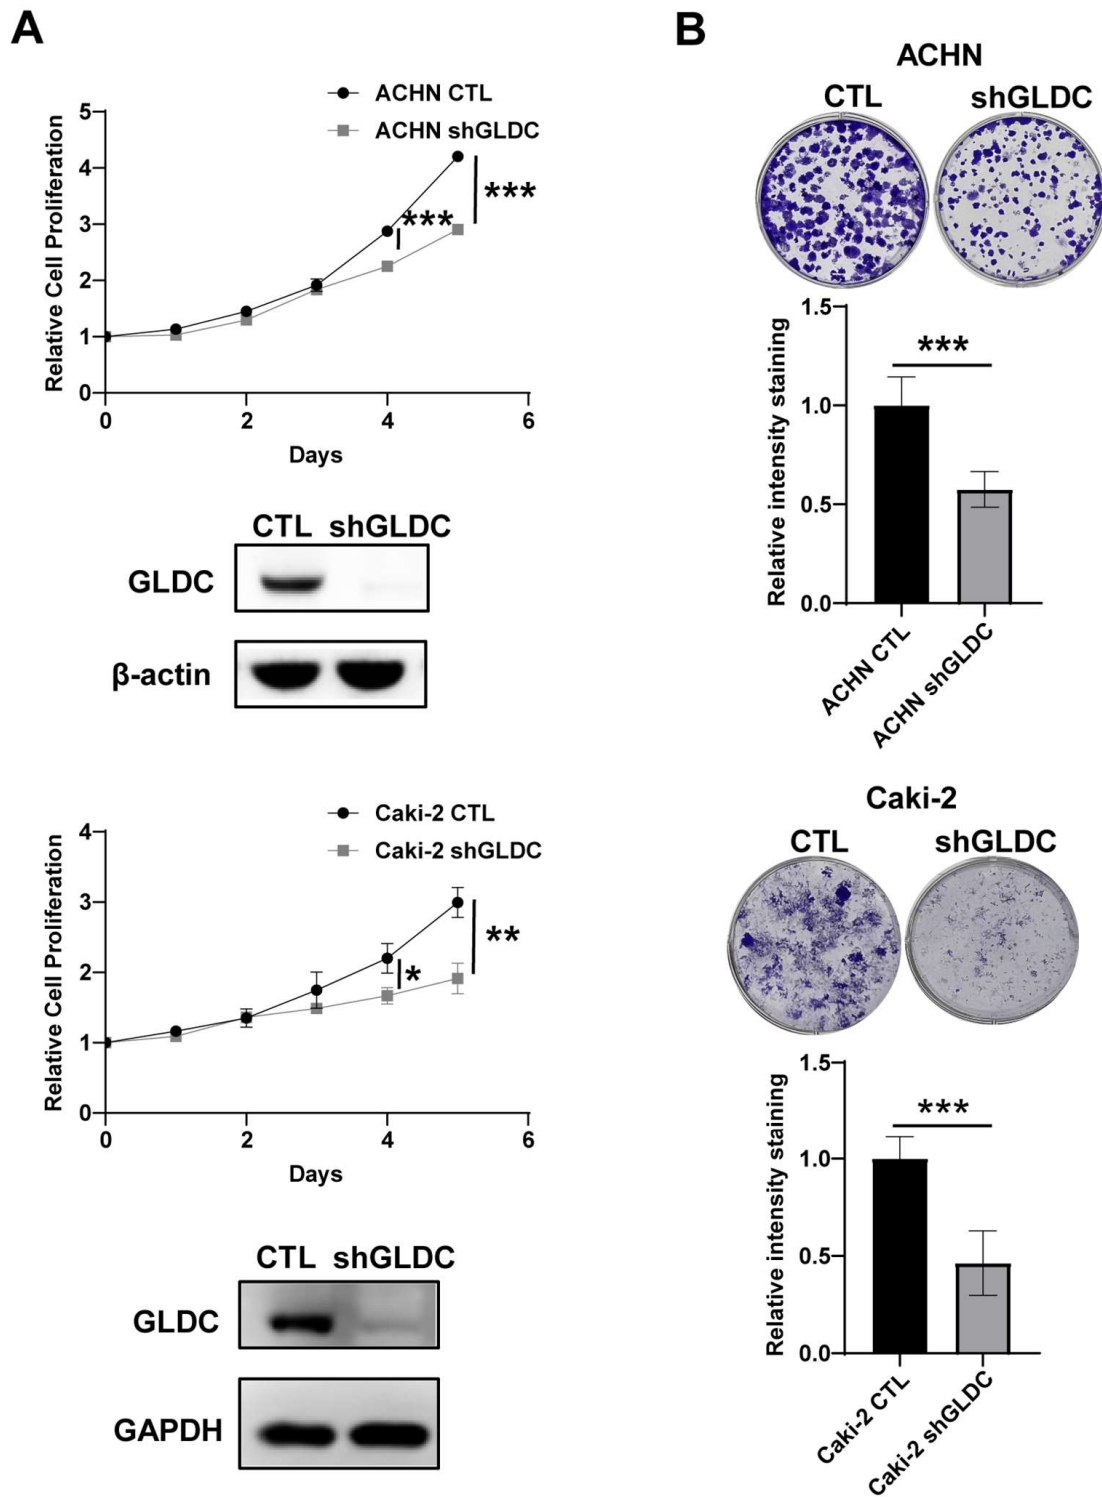 A
ACHN CTL
ACHN shGLDC
Relative Cell Proliferation
5
4
3
2
1
0
***
***
0 2 4 6
Days
CTL shGLDC
GLDC
β-actin
Caki-2 CTL
Caki-2 shGLDC
Relative Cell Proliferation
4
3
2
1
0
*
**
0 2 4 6
Days
CTL shGLDC
GLDC
GAPDH
B
ACHN
CTL shGLDC
Relative intensity staining
1.5
1.0
0.5
0.0
***
ACHN CTL
ACHN shGLDC
Caki-2
CTL shGLDC
Relative intensity staining
1.5
1.0
0.5
0.0
***
Caki-2 CTL
Caki-2 shGLDC